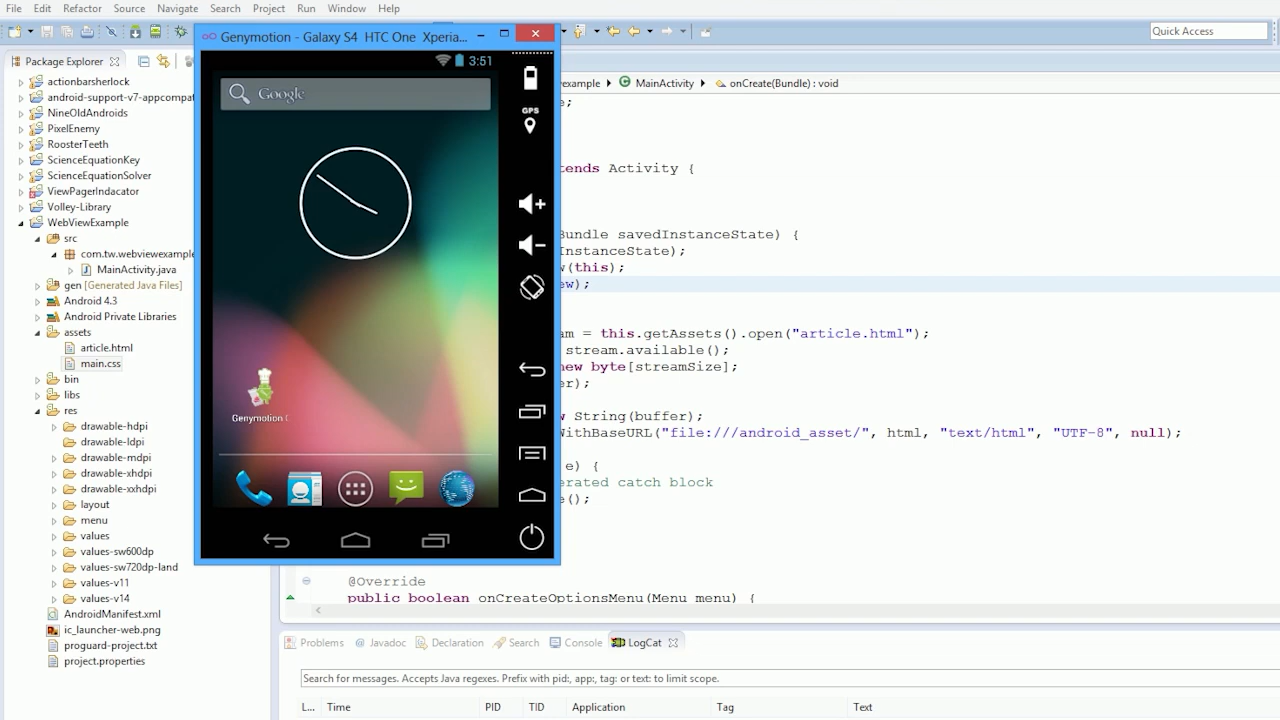 File Edit Refactor Source Navigate Search Project Run Window Help
Genymotion - Galaxy S4 HTC One Xperia...
Quick Access
Package Explorer
3:51
Google
GPS
actionbarsherlock
android-support-v7-appcompat
NineOldAndroids
PixelEnemy
RoosterTeeth
ScienceEquationKey
ScienceEquationSolver
ViewPagerIndacator
Volley-Library
WebViewExample
src
com.tw.webviewexample
MainActivity.java
gen [Generated Java Files]
Android 4.3
Android Private Libraries
assets
article.html
main.css
bin
libs
res
drawable-hdpi
drawable-ldpi
drawable-mdpi
drawable-xhdpi
drawable-xxhdpi
layout
menu
values
values-sw600dp
values-sw720dp-land
values-v11
values-v14
AndroidManifest.xml
ic_launcher-web.png
proguard-project.txt
project.properties
Genymotion
example MainActivity onCreate(Bundle) : void
e;
tends Activity {
Bundle savedInstanceState) {
InstanceState);
w(this);
ew);
am = this.getAssets().open("article.html");
stream.available();
new byte[streamSize];
er);
w String(buffer);
WithBaseURL("file:///android_asset/", html, "text/html", "UTF-8", null);
e) {
erated catch block
e();
@Override
public boolean onCreateOptionsMenu(Menu menu) {
Problems @ Javadoc Declaration Search Console LogCat
Search for messages. Accepts Java regexes. Prefix with pid:, app:, tag: or text: to limit scope.
L... Time PID TID Application Tag Text